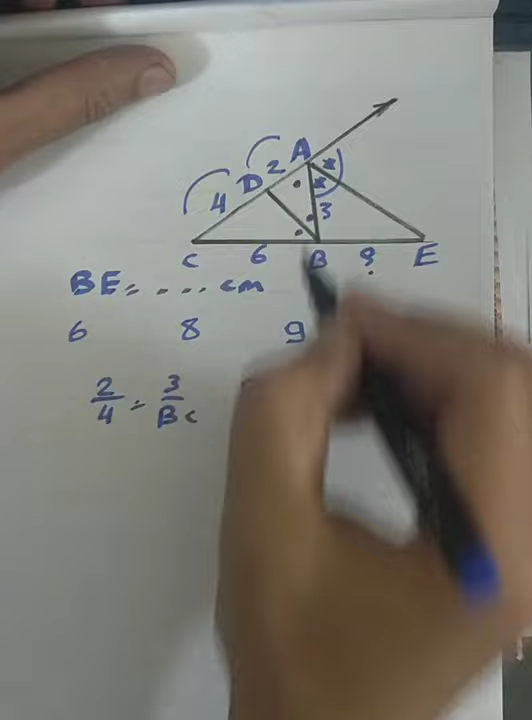 A
2
D
4
3
C 6 B ? E
BE = .... cm
6 8 9
2/4 = 3/BC